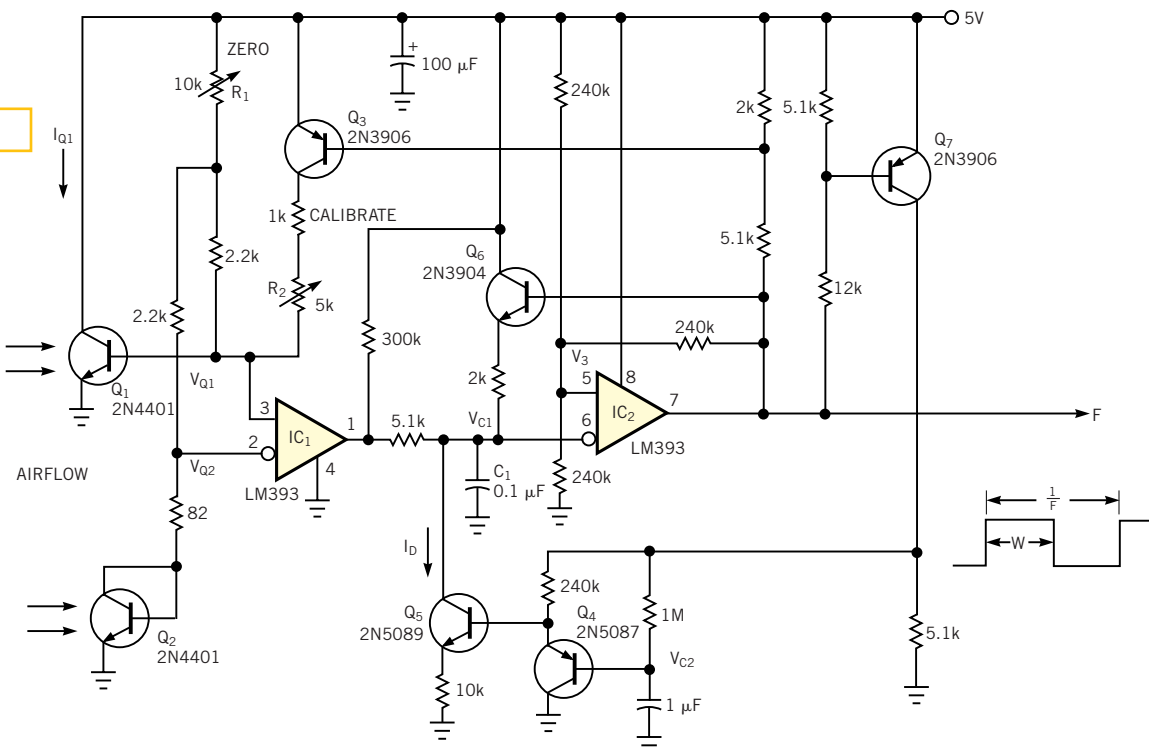 5V
ZERO
10k
R1
IQ1
+
100 µF
240k
2k
5.1k
Q3
2N3906
Q7
2N3906
1k
CALIBRATE
2.2k
5.1k
Q6
2N3904
R2
5k
12k
2.2k
300k
240k
V3
Q1
2N4401
VQ1
2k
5
8
7
3
1
VC1
6
IC2
F
5.1k
IC1
LM393
2
4
VQ2
C1
0.1 µF
240k
AIRFLOW
LM393
82
1
F
W
ID
240k
1M
Q5
2N5089
Q4
2N5087
5.1k
Q2
2N4401
VC2
10k
1 µF